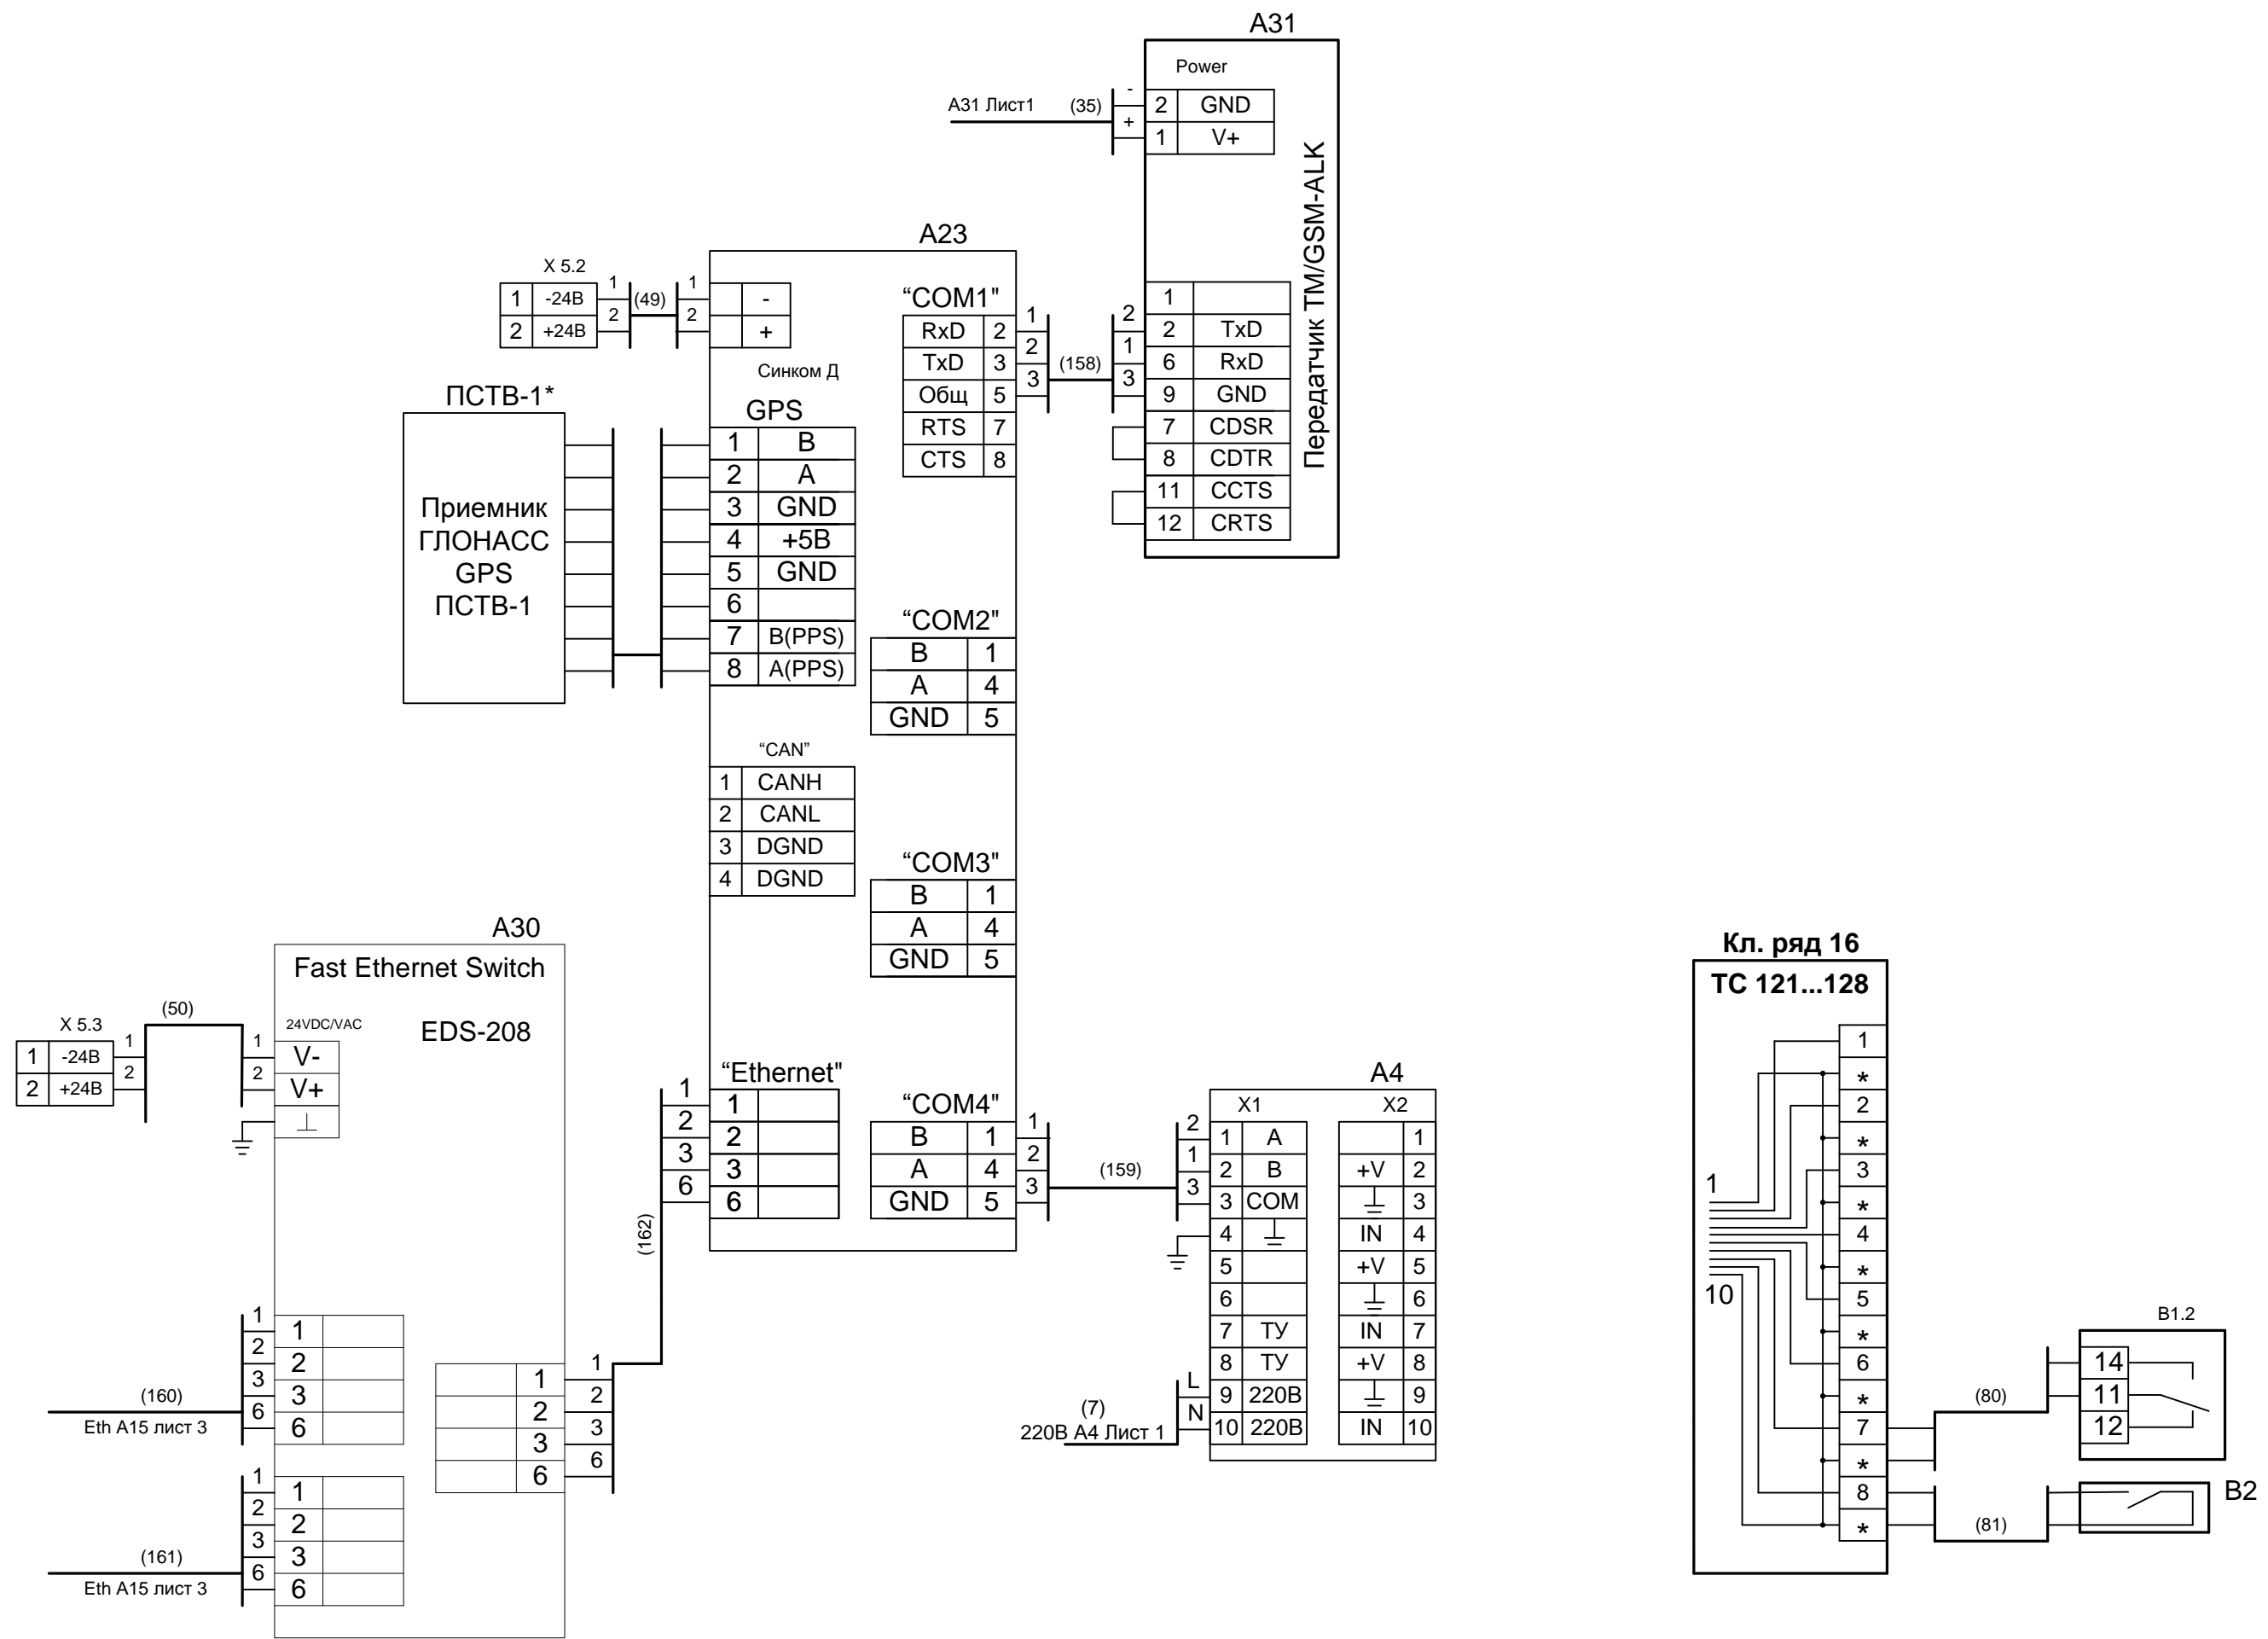 A31
Power
А31 Лист1 (35)
-
+
2 GND
1 V+
Передатчик TM/GSM-ALK
1
2 TxD
6 RxD
9 GND
7 CDSR
8 CDTR
11 CCTS
12 CRTS
2
1
3
(158)
A23
X 5.2
1 -24В
2 +24В
1
2
(49)
1
2
-
+
Синком Д
"COM1"
RxD 2
TxD 3
Общ 5
RTS 7
CTS 8
1
2
3
ПСТВ-1*
Приемник
ГЛОНАСС
GPS
ПСТВ-1
GPS
1 B
2 A
3 GND
4 +5В
5 GND
6
7 B(PPS)
8 A(PPS)
“COM2"
B 1
A 4
GND 5
“CAN”
1 CANH
2 CANL
3 DGND
4 DGND
“COM3"
B 1
A 4
GND 5
“Ethernet"
1
2
3
6
1
2
3
6
(162)
“COM4"
B 1
A 4
GND 5
1
2
3
(159)
A30
Fast Ethernet Switch
EDS-208
24VDC/VAC
V-
V+
⊥
X 5.3
1 -24В
2 +24В
1
2
(50)
1
2
1
2
3
6
1
2
3
6
(160)
Eth A15 лист 3
1
2
3
6
1
2
3
6
(161)
Eth A15 лист 3
1
2
3
6
1
2
3
6
A4
X1 X2
2
1
3
1 A
2 B
3 COM
4
5
6
7 ТУ
8 ТУ
9 220В
10 220В
1
+V 2
3
IN 4
+V 5
6
IN 7
+V 8
9
IN 10
L
N
(7)
220В А4 Лист 1
Кл. ряд 16
ТС 121...128
1
10
1
*
2
*
3
*
4
*
5
*
6
*
7
*
8
*
(80)
(81)
B1.2
14
11
12
B2